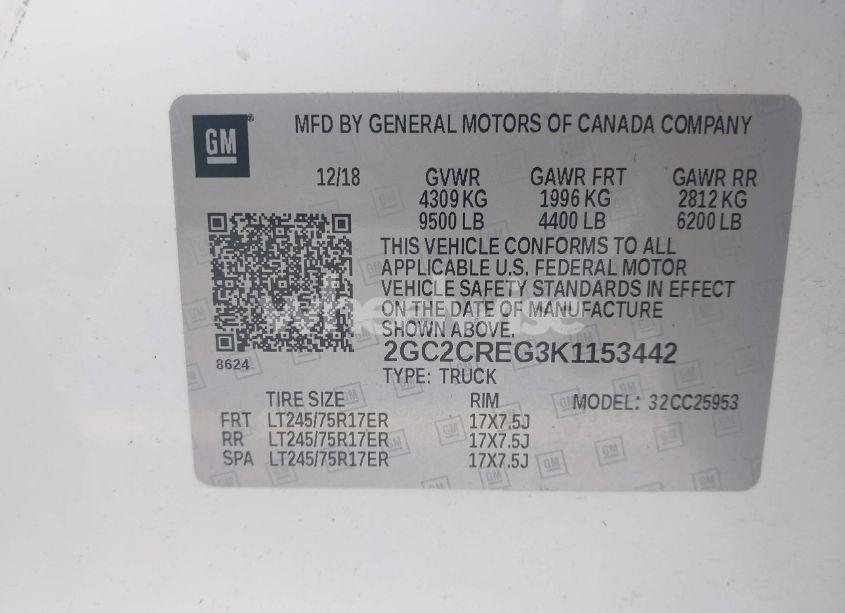 GM
MFD BY GENERAL MOTORS OF CANADA COMPANY
12/18 GVWR GAWR FRT GAWR RR
4309 KG 1996 KG 2812 KG
9500 LB 4400 LB 6200 LB
THIS VEHICLE CONFORMS TO ALL
APPLICABLE U.S. FEDERAL MOTOR
VEHICLE SAFETY STANDARDS IN EFFECT
ON THE DATE OF MANUFACTURE
SHOWN ABOVE.
2GC2CREG3K1153442
8624
TYPE: TRUCK
TIRE SIZE RIM MODEL: 32CC25953
FRT LT245/75R17ER 17X7.5J
RR LT245/75R17ER 17X7.5J
SPA LT245/75R17ER 17X7.5J